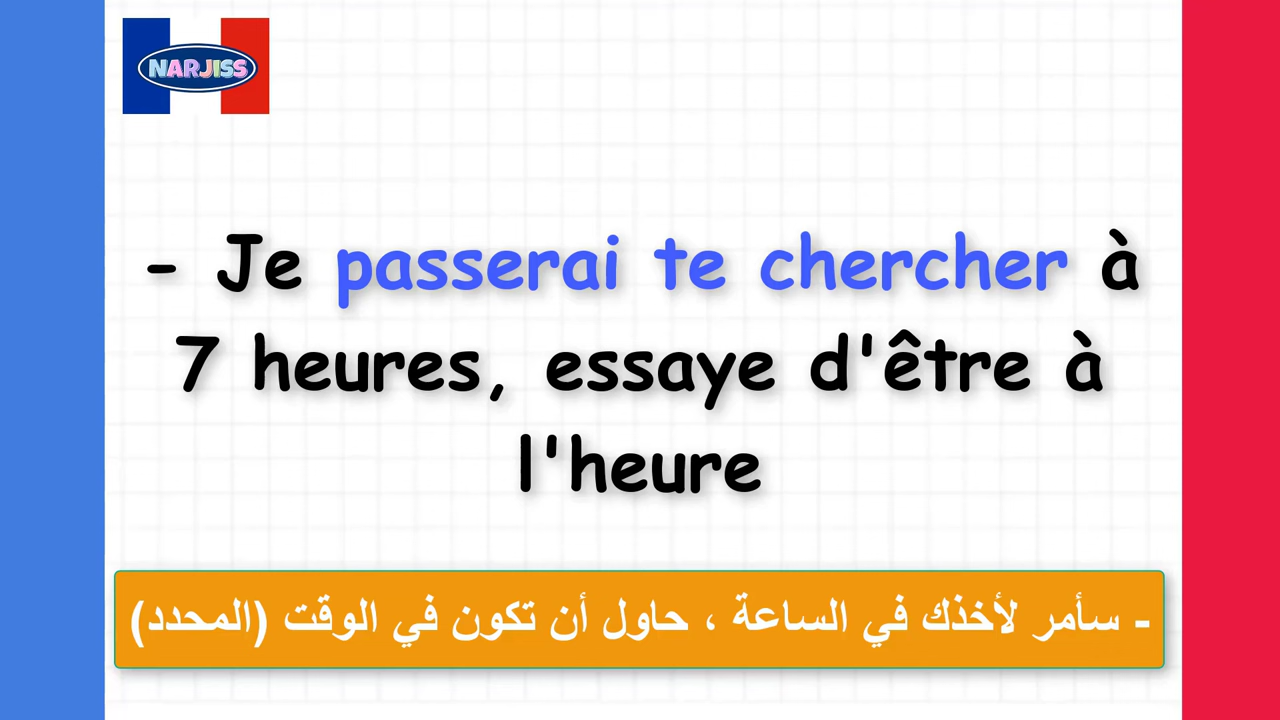 NARJISS
- Je passerai te chercher à
7 heures, essaye d'être à
l'heure
- سأمر لأخذك في الساعة ، حاول أن تكون في الوقت (المحدد)